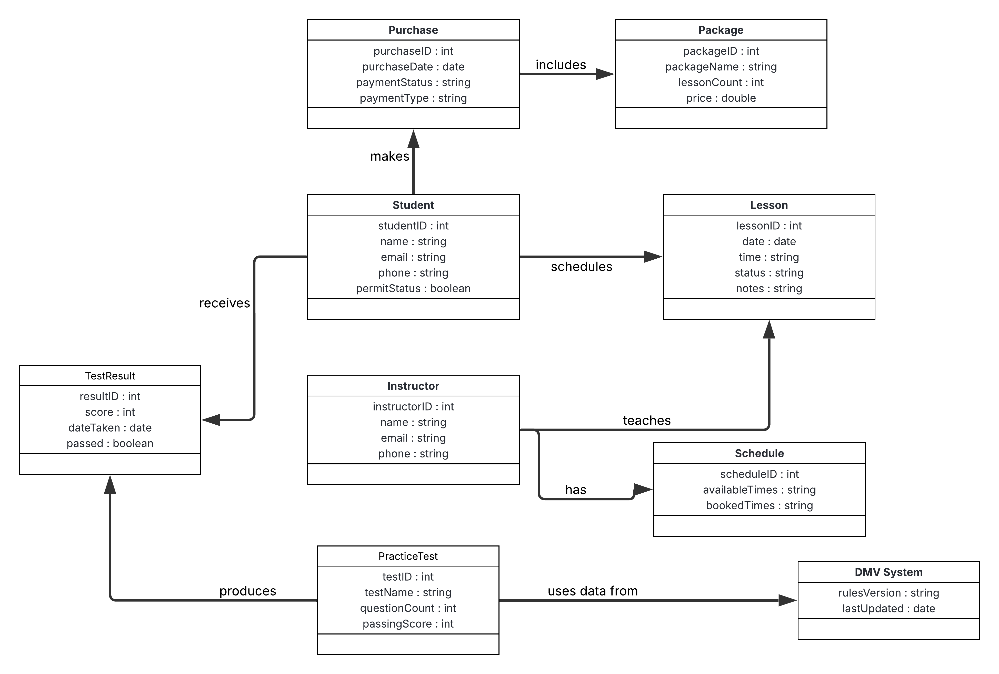 Purchase
purchaseID : int
purchaseDate : date
paymentStatus : string
paymentType : string
includes
Package
packageID : int
packageName : string
lessonCount : int
price : double
makes
Student
studentID : int
name : string
email : string
phone : string
permitStatus : boolean
schedules
Lesson
lessonID : int
date : date
time : string
status : string
notes : string
receives
TestResult
resultID : int
score : int
dateTaken : date
passed : boolean
Instructor
instructorID : int
name : string
email : string
phone : string
teaches
has
Schedule
scheduleID : int
availableTimes : string
bookedTimes : string
produces
PracticeTest
testID : int
testName : string
questionCount : int
passingScore : int
uses data from
DMV System
rulesVersion : string
lastUpdated : date